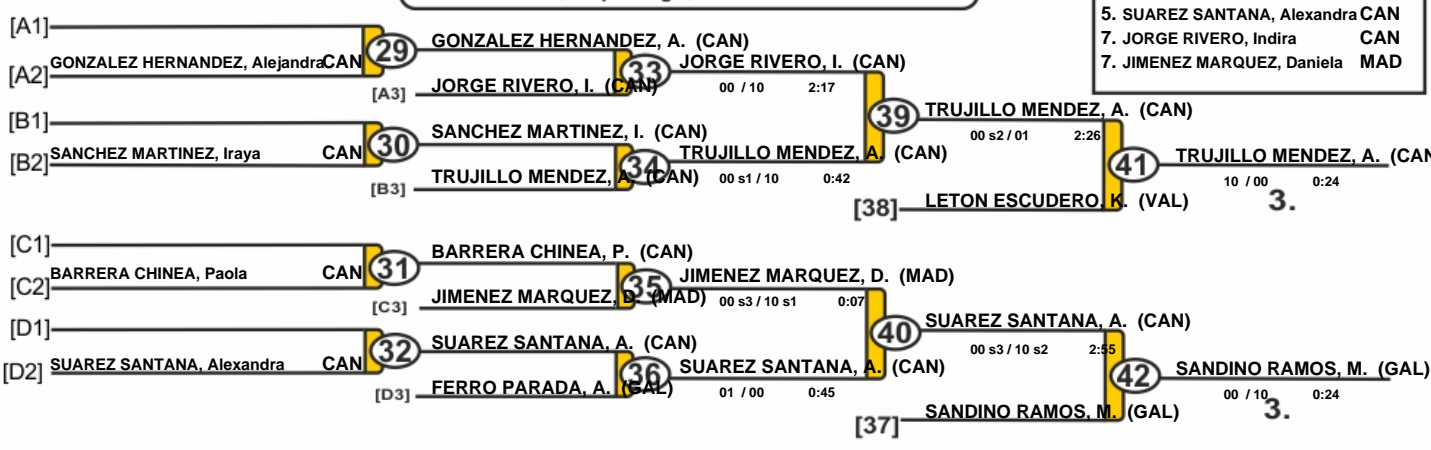 5. SUAREZ SANTANA, Alexandra CAN
7. JORGE RIVERO, Indira CAN
7. JIMENEZ MARQUEZ, Daniela MAD
[A1]
[A2] GONZALEZ HERNANDEZ, Alejandra CAN
29
GONZALEZ HERNANDEZ, A. (CAN)
[A3] JORGE RIVERO, I. (CAN)
33
JORGE RIVERO, I. (CAN)
00 / 10 2:17
[B1]
[B2] SANCHEZ MARTINEZ, Iraya CAN
30
SANCHEZ MARTINEZ, I. (CAN)
[B3] TRUJILLO MENDEZ, A. (CAN)
34
TRUJILLO MENDEZ, A. (CAN)
00 s1 / 10 0:42
39
TRUJILLO MENDEZ, A. (CAN)
00 s2 / 01 2:26
[38] LETON ESCUDERO, K. (VAL)
41
TRUJILLO MENDEZ, A. (CAN
10 / 00 0:24
3.
[C1]
[C2] BARRERA CHINEA, Paola CAN
31
BARRERA CHINEA, P. (CAN)
[C3] JIMENEZ MARQUEZ, D. (MAD)
35
JIMENEZ MARQUEZ, D. (MAD)
00 s3 / 10 s1 0:07
[D1]
[D2] SUAREZ SANTANA, Alexandra CAN
32
SUAREZ SANTANA, A. (CAN)
[D3] FERRO PARADA, A. (GAL)
36
SUAREZ SANTANA, A. (CAN)
01 / 00 0:45
40
SUAREZ SANTANA, A. (CAN)
00 s3 / 10 s2 2:55
[37] SANDINO RAMOS, M. (GAL)
42
SANDINO RAMOS, M. (GAL)
00 / 10 0:24
3.